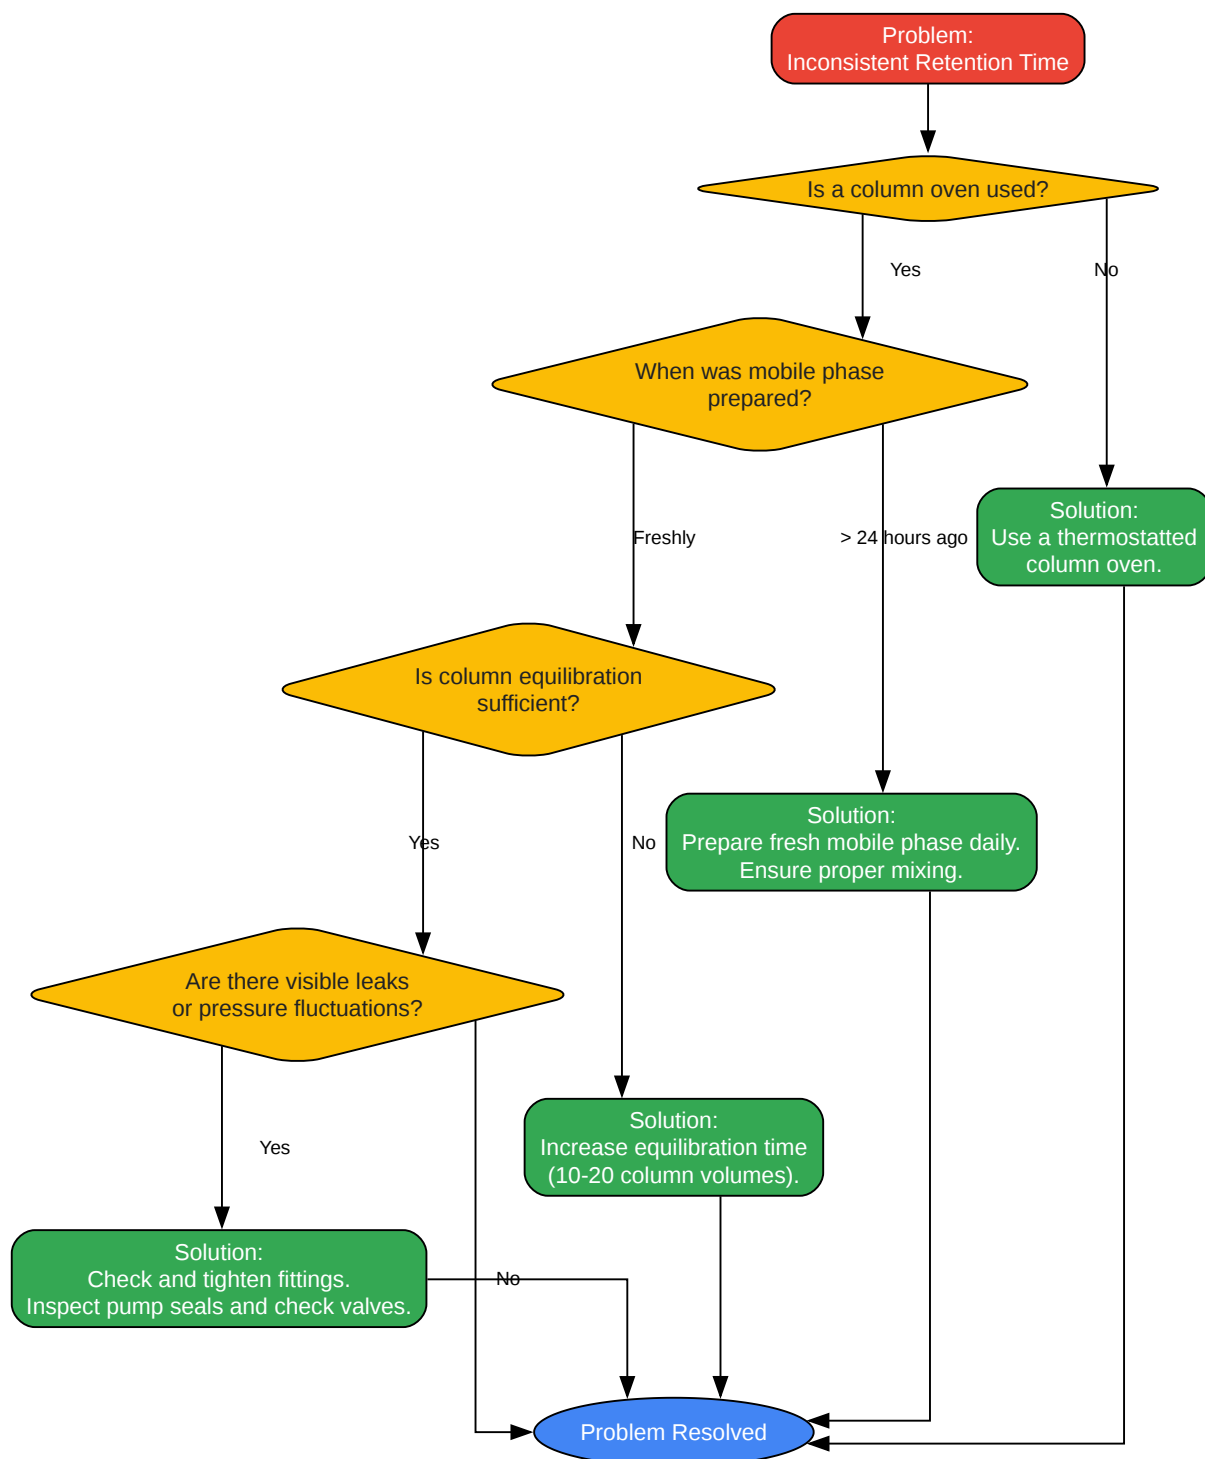 Problem:
Inconsistent Retention Time
Is a column oven used?
Yes
No
When was mobile phase
prepared?
Freshly
> 24 hours ago
Solution:
Use a thermostatted
column oven.
Is column equilibration
sufficient?
Yes
No
Solution:
Prepare fresh mobile phase daily.
Ensure proper mixing.
Are there visible leaks
or pressure fluctuations?
Yes
Solution:
Increase equilibration time
(10-20 column volumes).
Solution:
Check and tighten fittings.
Inspect pump seals and check valves.
No
Problem Resolved